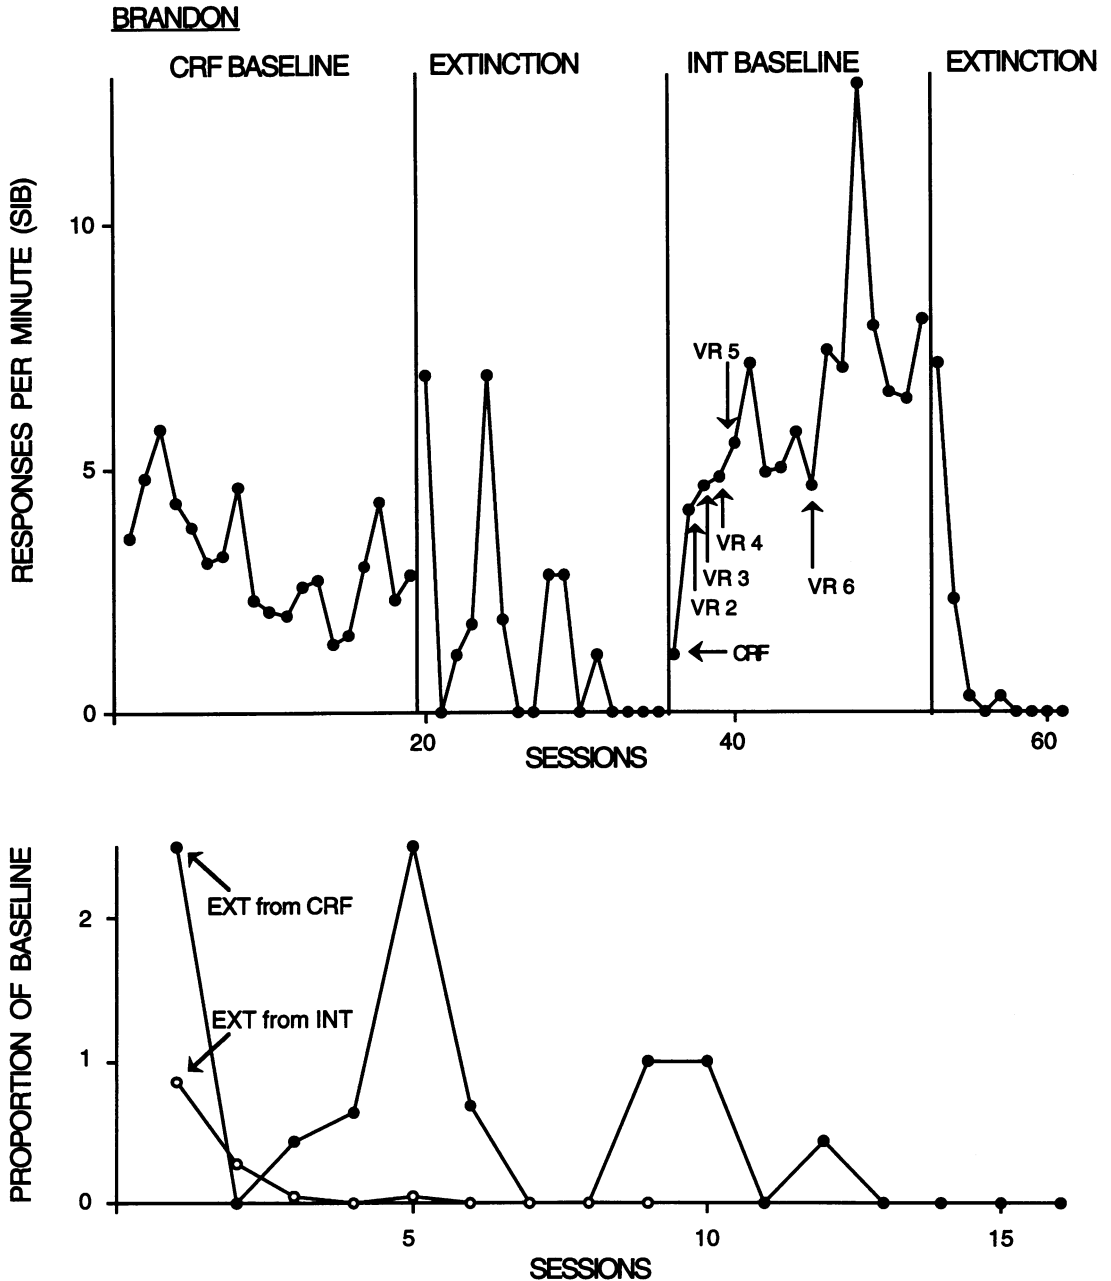 BRANDON
CRF BASELINE EXTINCTION INT BASELINE EXTINCTION
RESPONSES PER MINUTE (SIB)
10
5
0
VR 5
VR 4
VR 3
VR 2
VR 6
CRF
20 40 60
SESSIONS
PROPORTION OF BASELINE
2
1
0
EXT from CRF
EXT from INT
5 10 15
SESSIONS